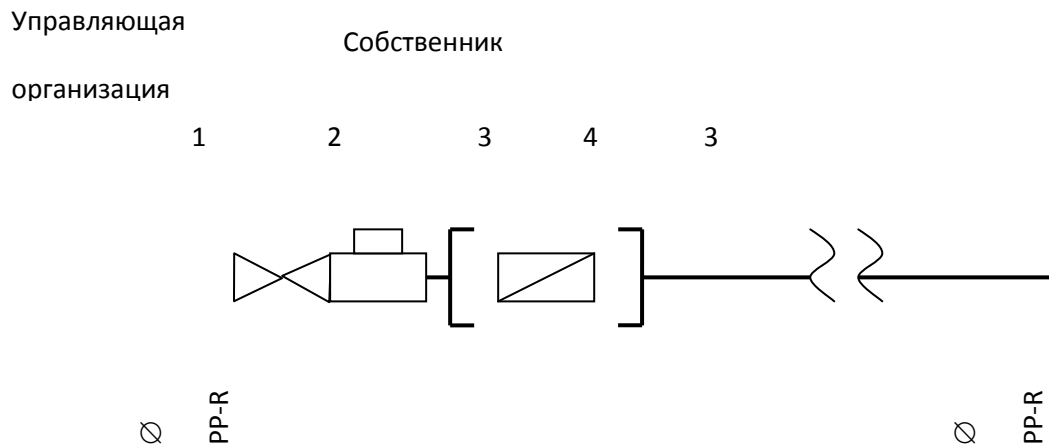 Управляющая
организация
Собственник
1 2 3 4 3
∅ PP-R ∅ PP-R